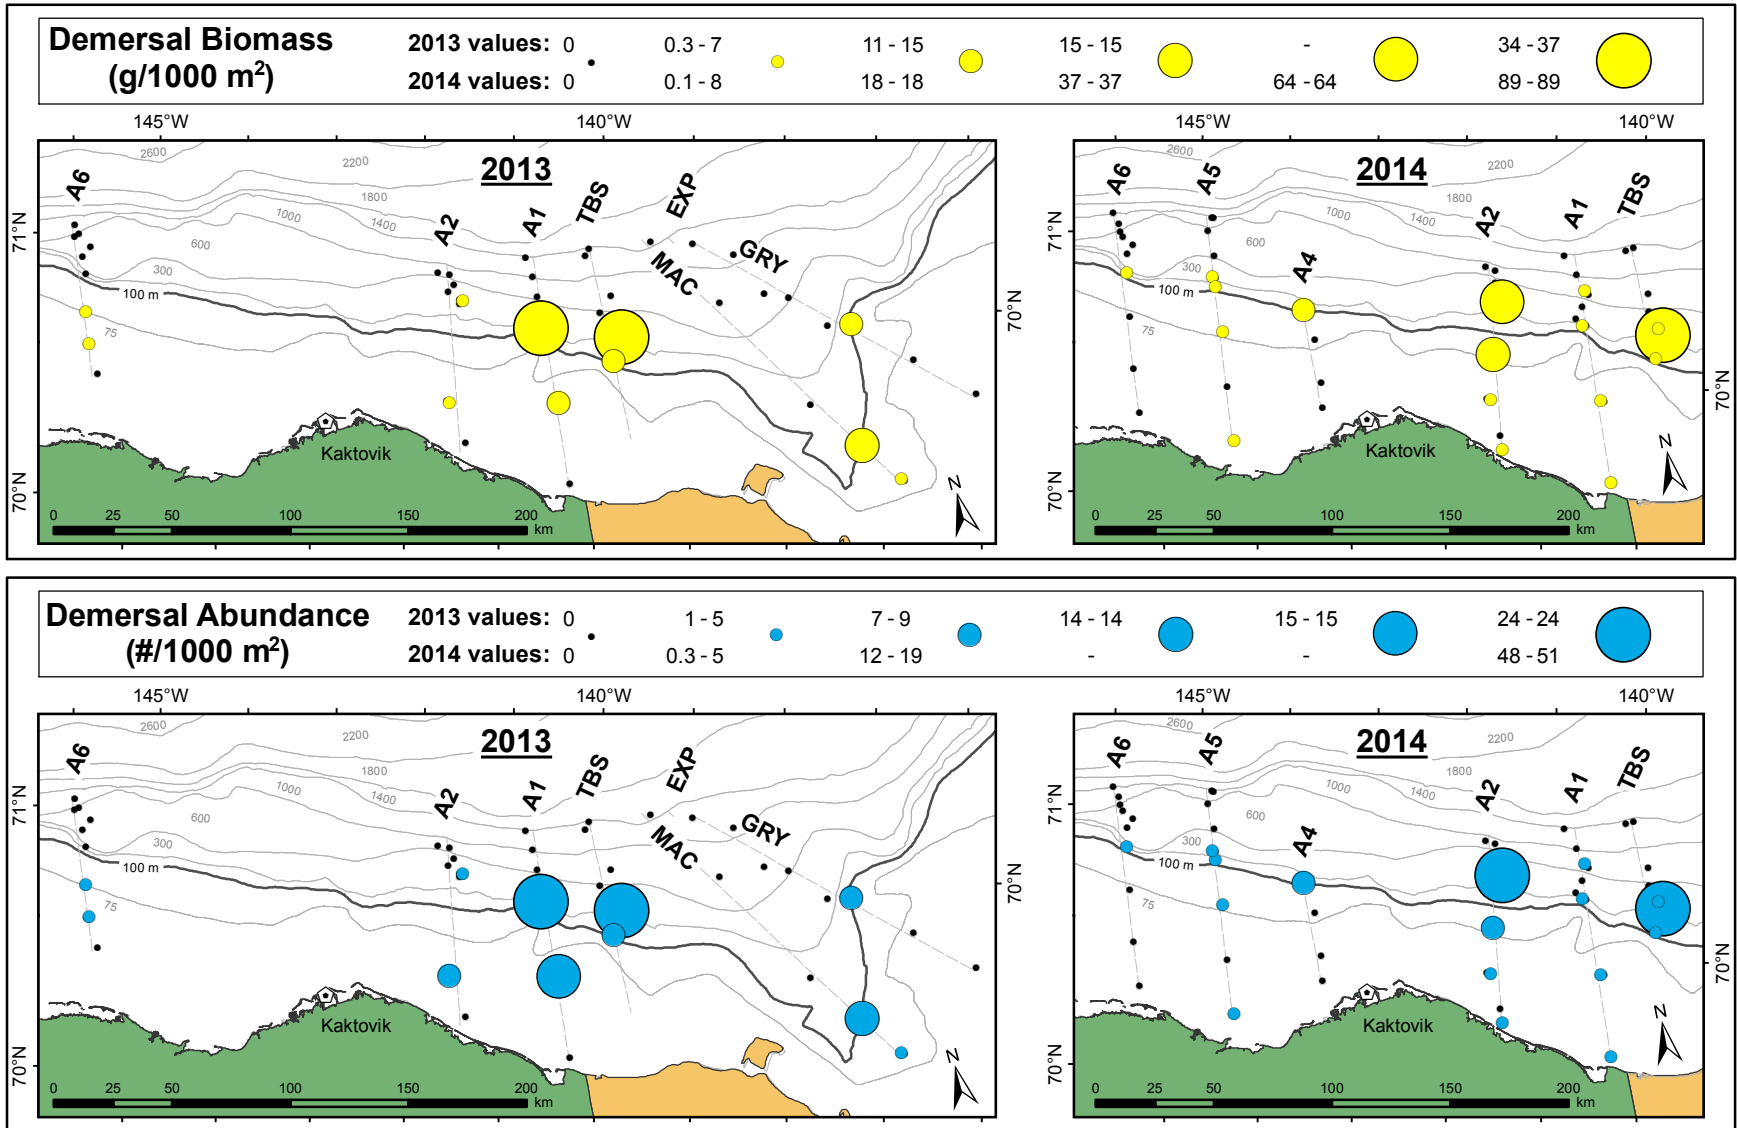 Demersal Biomass
(g/1000 m²)
2013 values: 0 0.3 - 7 11 - 15 15 - 15 - 34 - 37
2014 values: 0 0.1 - 8 18 - 18 37 - 37 64 - 64 89 - 89
145°W 140°W 145°W 140°W
2013
2600 2200 1800 1400 1000 600 300 100 m 75
A6 A2 A1 TBS EXP MAC GRY
71°N 70°N 70°N
Kaktovik
N
0 25 50 100 150 200 km
2014
2600 2200 1800 1400 1000 600 300 100 m 75
A6 A5 A4 A2 A1 TBS
71°N 70°N 70°N
Kaktovik
N
0 25 50 100 150 200 km
Demersal Abundance
(#/1000 m²)
2013 values: 0 1 - 5 7 - 9 14 - 14 15 - 15 24 - 24
2014 values: 0 0.3 - 5 12 - 19 - - 48 - 51
145°W 140°W 145°W 140°W
2013
2600 2200 1800 1400 1000 600 300 100 m 75
A6 A2 A1 TBS EXP MAC GRY
71°N 70°N 70°N
Kaktovik
N
0 25 50 100 150 200 km
2014
2600 2200 1800 1400 1000 600 300 100 m 75
A6 A5 A4 A2 A1 TBS
71°N 70°N 70°N
Kaktovik
N
0 25 50 100 150 200 km